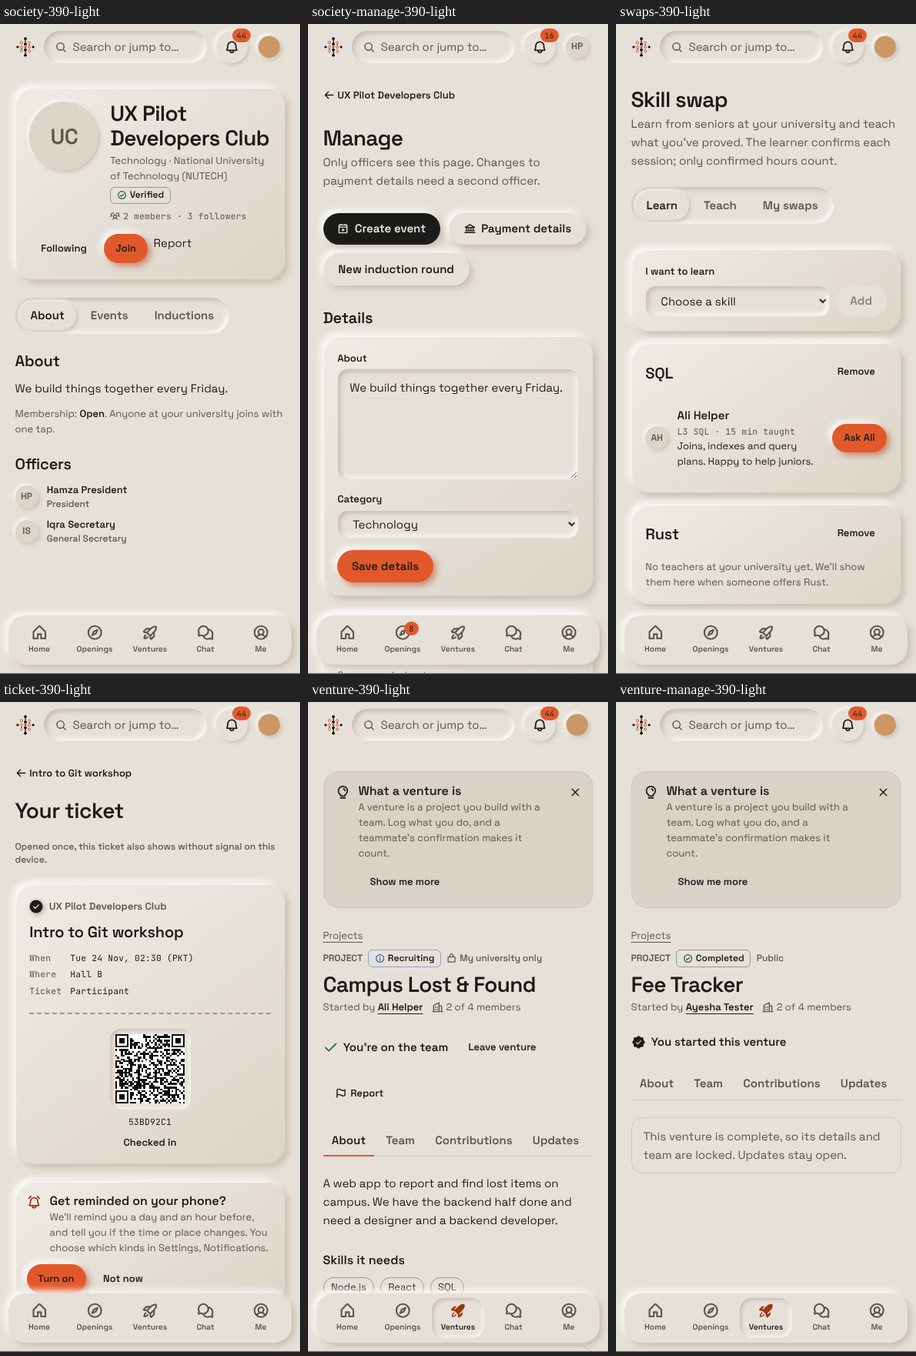 society-390-light
Search or jump to...
44
UC
UX Pilot
Developers Club
Technology · National University
of Technology (NUTECH)
Verified
2 members · 3 followers
Following
Join
Report
About
Events
Inductions
About
We build things together every Friday.
Membership: Open. Anyone at your university joins with
one tap.
Officers
HP
Hamza President
President
IS
Iqra Secretary
General Secretary
Home
Openings
Ventures
Chat
Me
society-manage-390-light
Search or jump to...
16
HP
← UX Pilot Developers Club
Manage
Only officers see this page. Changes to
payment details need a second officer.
Create event
Payment details
New induction round
Details
About
We build things together every Friday.
Category
Technology
Save details
Home
8
Openings
Ventures
Chat
Me
swaps-390-light
Search or jump to...
44
Skill swap
Learn from seniors at your university and teach
what you've proved. The learner confirms each
session; only confirmed hours count.
Learn
Teach
My swaps
I want to learn
Choose a skill
Add
SQL
Remove
AH
Ali Helper
L3 SQL · 15 min taught
Joins, indexes and query
plans. Happy to help juniors.
Ask Ali
Rust
Remove
No teachers at your university yet. We'll show
them here when someone offers Rust.
Home
Openings
Ventures
Chat
Me
ticket-390-light
Search or jump to...
44
← Intro to Git workshop
Your ticket
Opened once, this ticket also shows without signal on this
device.
UX Pilot Developers Club
Intro to Git workshop
When Tue 24 Nov, 02:30 (PKT)
Where Hall B
Ticket Participant
53BD92C1
Checked in
Get reminded on your phone?
We'll remind you a day and an hour before,
and tell you if the time or place changes. You
choose which kinds in Settings, Notifications.
Turn on
Not now
Home
Openings
Ventures
Chat
Me
venture-390-light
Search or jump to...
44
What a venture is
A venture is a project you build with a
team. Log what you do, and a
teammate's confirmation makes it
count.
Show me more
Projects
PROJECT
Recruiting
My university only
Campus Lost & Found
Started by Ali Helper
2 of 4 members
You're on the team
Leave venture
Report
About
Team
Contributions
Updates
A web app to report and find lost items on
campus. We have the backend half done and
need a designer and a backend developer.
Skills it needs
Node.js
React
SQL
Home
Openings
Ventures
Chat
Me
venture-manage-390-light
Search or jump to...
44
What a venture is
A venture is a project you build with a
team. Log what you do, and a
teammate's confirmation makes it
count.
Show me more
Projects
PROJECT
Completed
Public
Fee Tracker
Started by Ayesha Tester
2 of 4 members
You started this venture
About
Team
Contributions
Updates
This venture is complete, so its details and
team are locked. Updates stay open.
Home
Openings
Ventures
Chat
Me